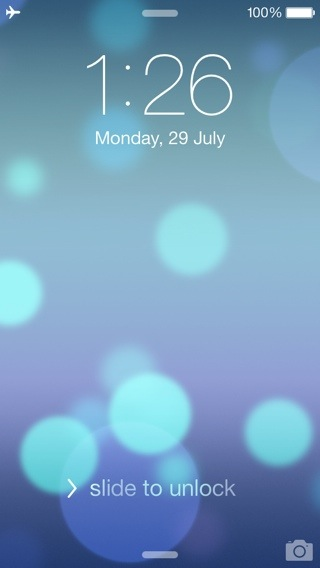 100%
1:26
Monday, 29 July
slide to unlock